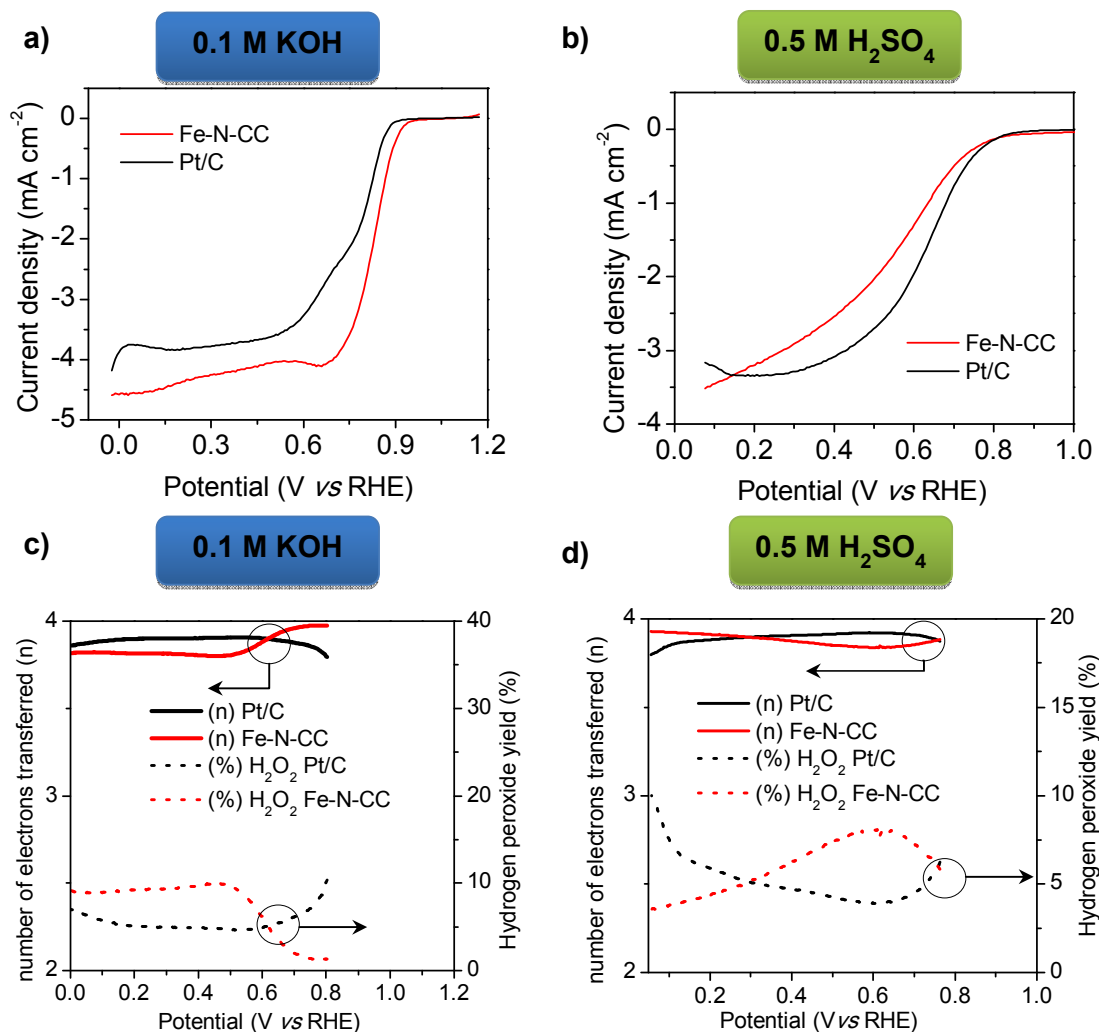 a)
0.1 M KOH
0
-1
-2
-3
-4
-5
Current density (mA cm⁻²)
Fe-N-CC
Pt/C
0.0 0.3 0.6 0.9 1.2
Potential (V vs RHE)
b)
0.5 M H₂SO₄
0
-1
-2
-3
-4
Current density (mA cm⁻²)
Fe-N-CC
Pt/C
0.0 0.2 0.4 0.6 0.8 1.0
Potential (V vs RHE)
c)
0.1 M KOH
4
3
2
number of electrons transferred (n)
(n) Pt/C
(n) Fe-N-CC
(%) H₂O₂ Pt/C
(%) H₂O₂ Fe-N-CC
40
30
20
10
0
Hydrogen peroxide yield (%)
0.0 0.2 0.4 0.6 0.8 1.0 1.2
Potential (V vs RHE)
d)
0.5 M H₂SO₄
4
3
2
number of electrons transferred (n)
(n) Pt/C
(n) Fe-N-CC
(%) H₂O₂ Pt/C
(%) H₂O₂ Fe-N-CC
20
15
10
5
0
Hydrogen peroxide yield (%)
0.2 0.4 0.6 0.8 1.0
Potential (V vs RHE)